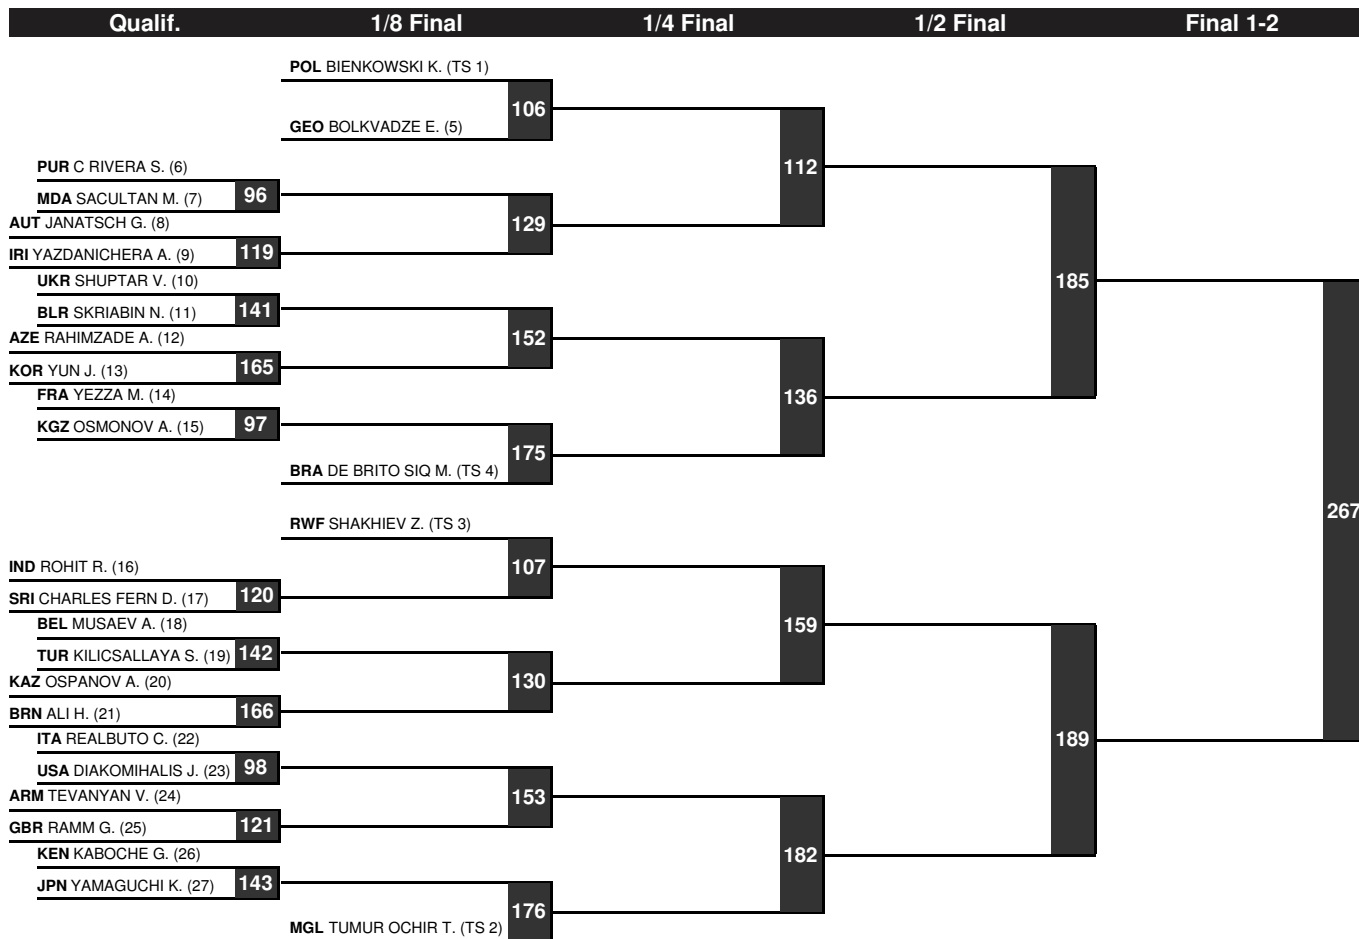 Qualif. 1/8 Final 1/4 Final 1/2 Final Final 1-2
POL BIENKOWSKI K. (TS 1)
106
GEO BOLKVADZE E. (5)
PUR C RIVERA S. (6)
112
MDA SACULTAN M. (7) 96
AUT JANATSCH G. (8)
129
IRI YAZDANICHERA A. (9) 119
UKR SHUPTAR V. (10)
185
BLR SKRIABIN N. (11) 141
AZE RAHIMZADE A. (12)
152
KOR YUN J. (13) 165
FRA YEZZA M. (14)
136
KGZ OSMONOV A. (15) 97
175
BRA DE BRITO SIQ M. (TS 4)
267
RWF SHAKHIEV Z. (TS 3)
IND ROHIT R. (16)
107
SRI CHARLES FERN D. (17) 120
BEL MUSAEV A. (18)
159
TUR KILICSALLAYA S. (19) 142
KAZ OSPANOV A. (20)
130
BRN ALI H. (21) 166
ITA REALBUTO C. (22)
189
USA DIAKOMIHALIS J. (23) 98
ARM TEVANYAN V. (24)
153
GBR RAMM G. (25) 121
KEN KABOCHE G. (26)
182
JPN YAMAGUCHI K. (27) 143
176
MGL TUMUR OCHIR T. (TS 2)